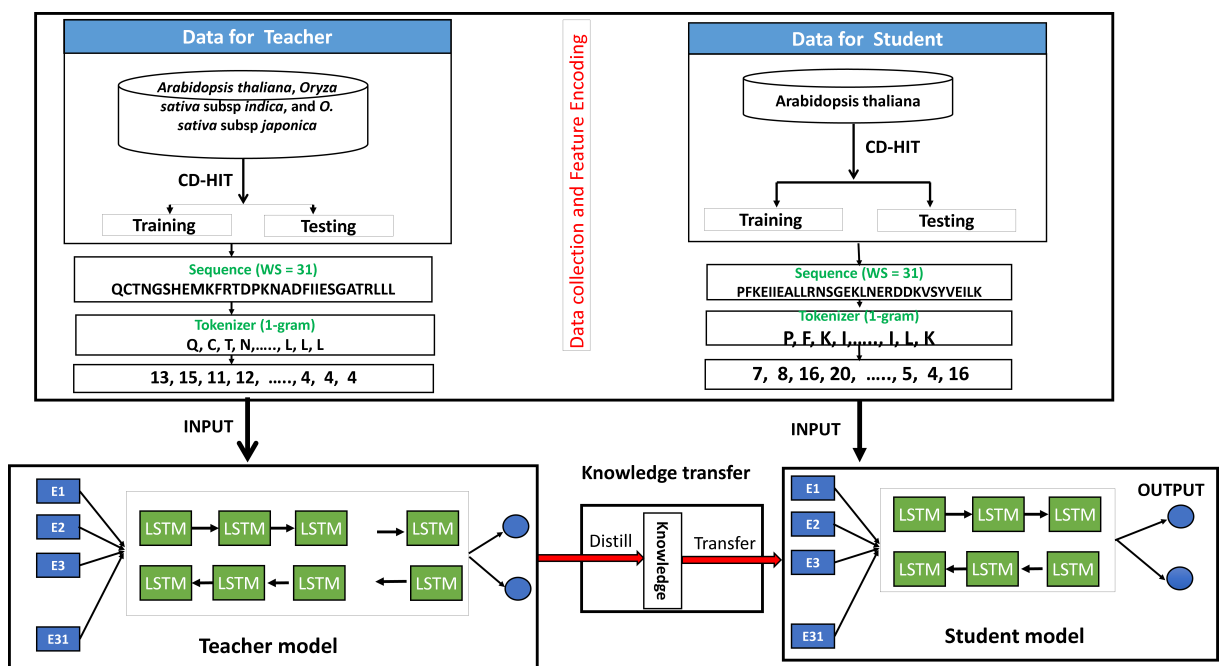 Data for Teacher
Arabidopsis thaliana, Oryza
sativa subsp indica, and O.
sativa subsp japonica
CD-HIT
Training
Testing
Sequence (WS = 31)
QCTNGSHEMKFRTDPKNADFIIESGATRLLL
Tokenizer (1-gram)
Q, C, T, N,….., L, L, L
13, 15, 11, 12, ….., 4, 4, 4
Data collection and Feature Encoding
Data for Student
Arabidopsis thaliana
CD-HIT
Training
Testing
Sequence (WS = 31)
PFKEIIEALLRNSGEKLNERDDKVSYVEILK
Tokenizer (1-gram)
P, F, K, I,……, I, L, K
7, 8, 16, 20, ….., 5, 4, 16
INPUT
INPUT
E1
E2
E3
E31
LSTM LSTM LSTM LSTM
LSTM LSTM LSTM LSTM
Teacher model
Knowledge transfer
Distill
Knowledge
Transfer
E1
E2
E3
E31
LSTM LSTM LSTM
LSTM LSTM LSTM
OUTPUT
Student model